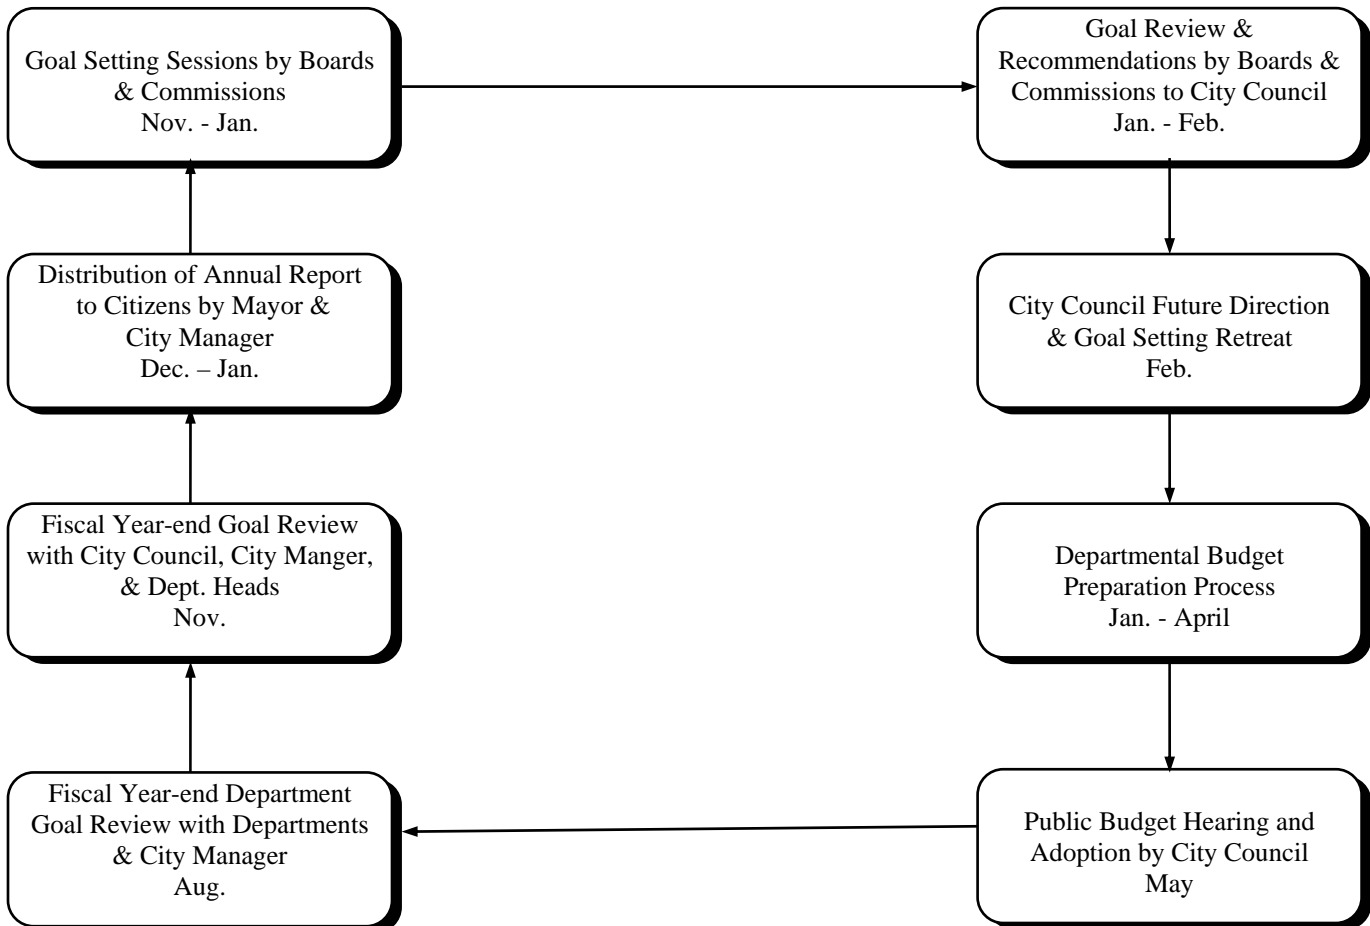 Goal Setting Sessions by Boards
& Commissions
Nov. - Jan.
Goal Review &
Recommendations by Boards &
Commissions to City Council
Jan. - Feb.
Distribution of Annual Report
to Citizens by Mayor &
City Manager
Dec. – Jan.
City Council Future Direction
& Goal Setting Retreat
Feb.
Fiscal Year-end Goal Review
with City Council, City Manger,
& Dept. Heads
Nov.
Departmental Budget
Preparation Process
Jan. - April
Fiscal Year-end Department
Goal Review with Departments
& City Manager
Aug.
Public Budget Hearing and
Adoption by City Council
May